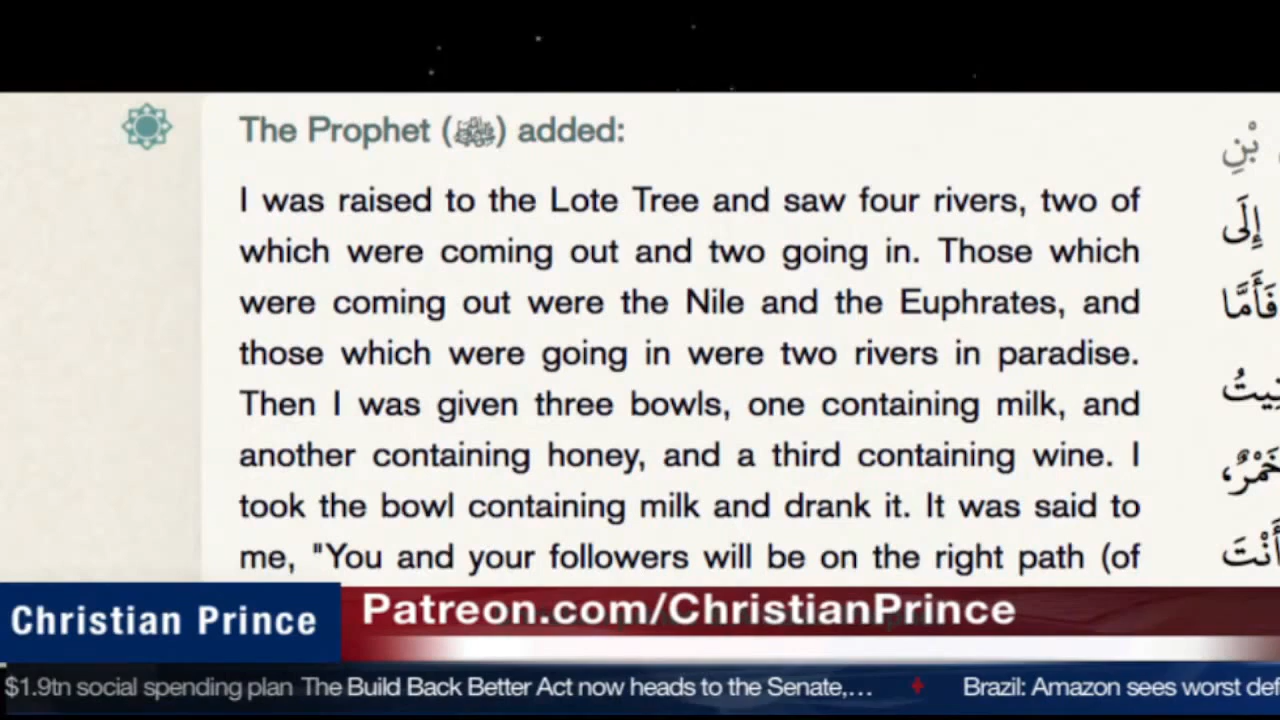 The Prophet (ﷺ) added:
I was raised to the Lote Tree and saw four rivers, two of
which were coming out and two going in. Those which
were coming out were the Nile and the Euphrates, and
those which were going in were two rivers in paradise.
Then I was given three bowls, one containing milk, and
another containing honey, and a third containing wine. I
took the bowl containing milk and drank it. It was said to
me, "You and your followers will be on the right path (of
بْنِ
إِلَى
فَأَمَّا
خَمْرٌ،
Christian Prince
Patreon.com/ChristianPrince
$1.9tn social spending plan The Build Back Better Act now heads to the Senate,... Brazil: Amazon sees worst def